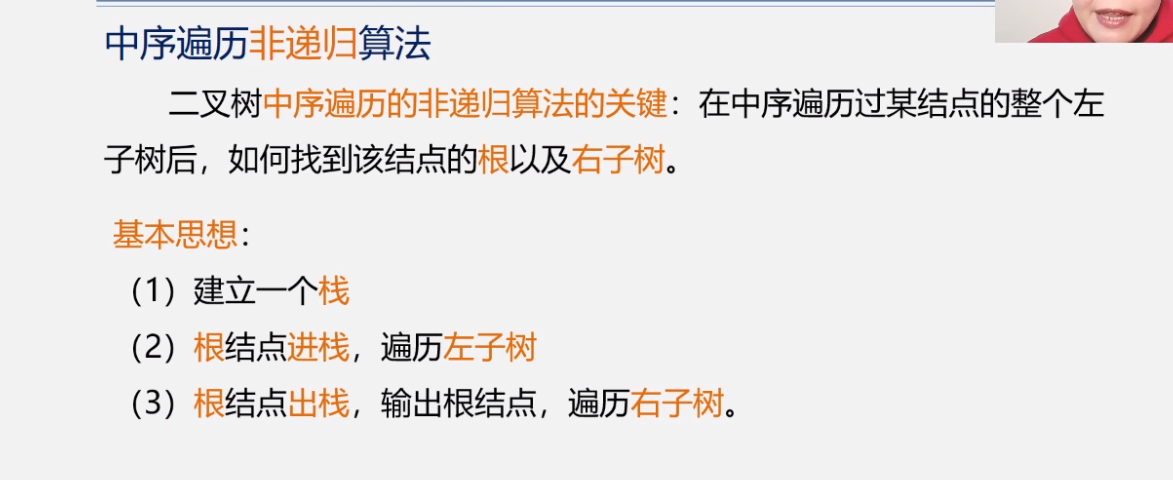 中序遍历非递归算法
二叉树中序遍历的非递归算法的关键：在中序遍历过某结点的整个左
子树后，如何找到该结点的根以及右子树。
基本思想：
（1）建立一个栈
（2）根结点进栈，遍历左子树
（3）根结点出栈，输出根结点，遍历右子树。